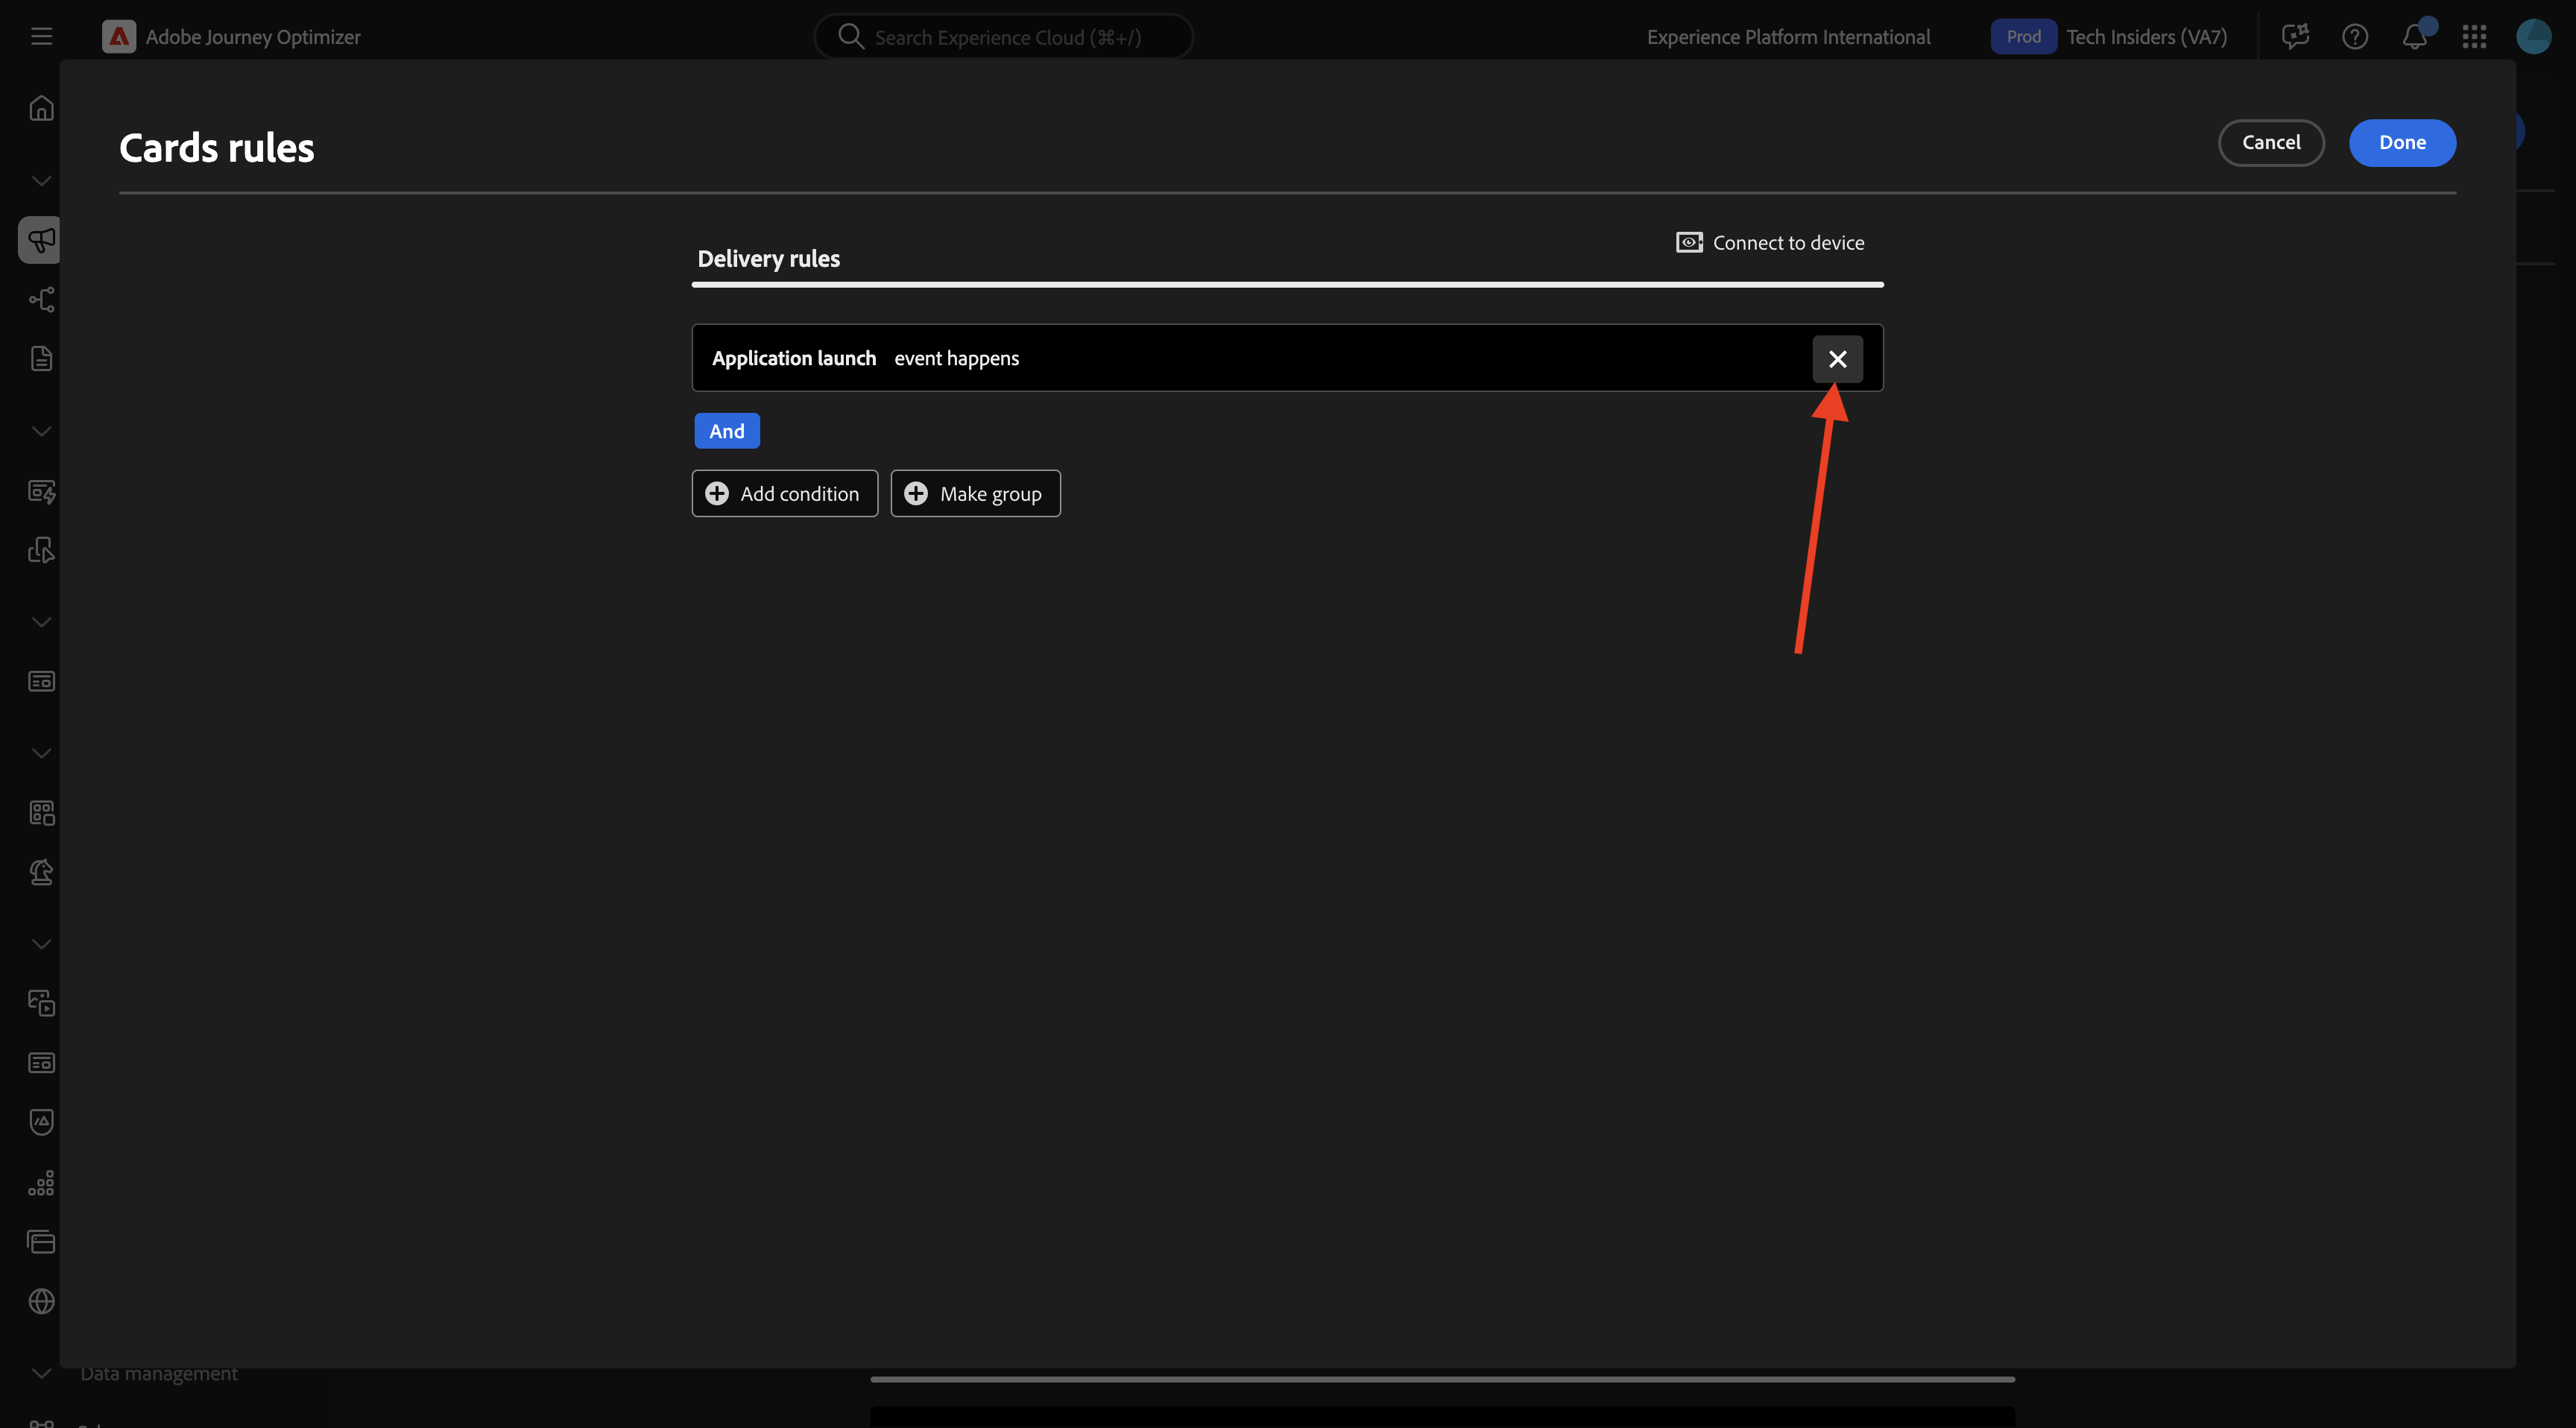 Adobe Journey Optimizer
Search Experience Cloud (⌘+/)
Experience Platform International
Prod
Tech Insiders (VA7)
Cards rules
Cancel
Done
Delivery rules
Connect to device
Application launch event happens
And
Add condition
Make group
Data management